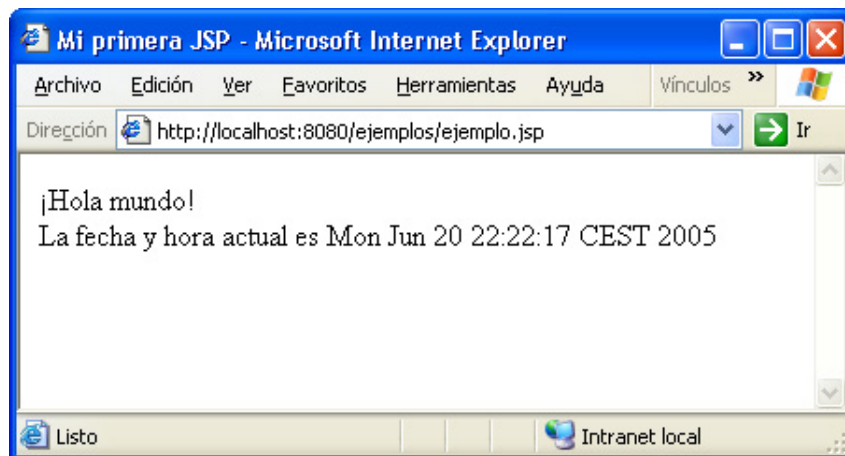 Mi primera JSP - Microsoft Internet Explorer
Archivo Edición Ver Favoritos Herramientas Ayuda Vínculos »
Dirección http://localhost:8080/ejemplos/ejemplo.jsp Ir
¡Hola mundo!
La fecha y hora actual es Mon Jun 20 22:22:17 CEST 2005
Listo Intranet local